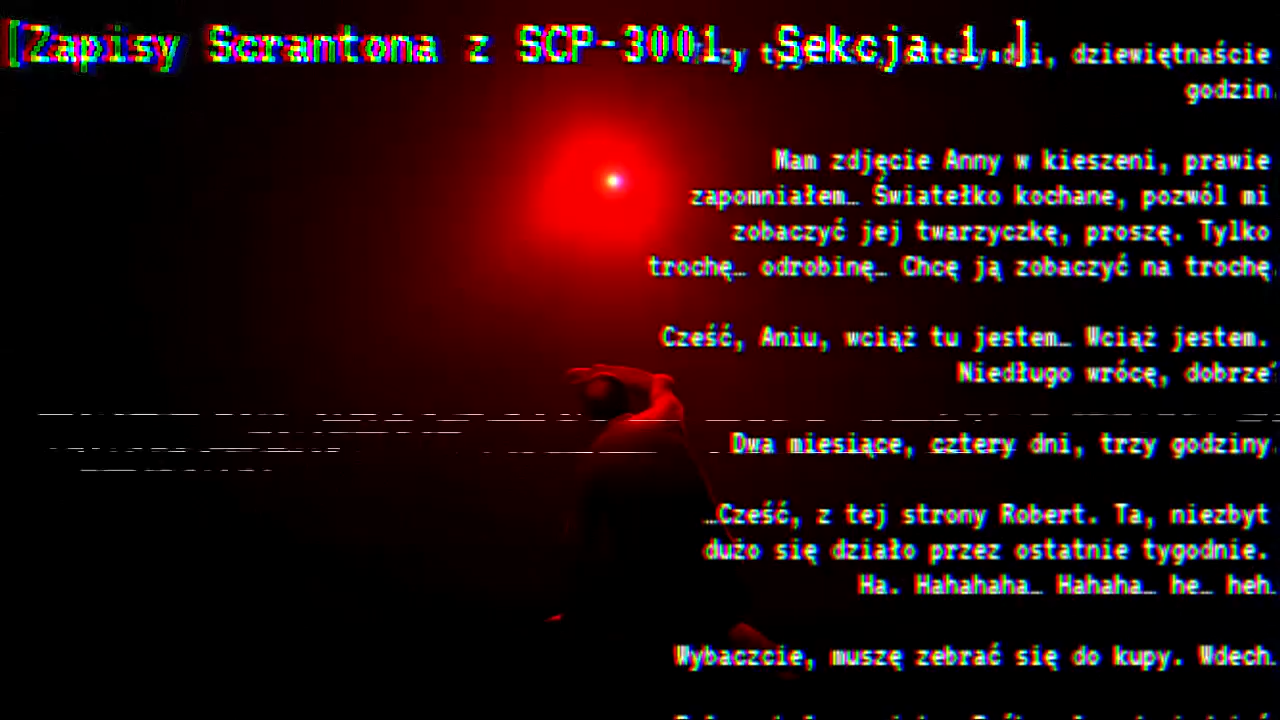 [Zapisy Scrantona z SCP-3001, Sekcja 1.]
dziewiętnaście
godzin.
Mam zdjęcie Anny w kieszeni, prawie
zapomniałem… Światełko kochane, pozwól mi
zobaczyć jej twarzyczkę, proszę. Tylko
trochę… odrobinę… Chcę ją zobaczyć na trochę.
Cześć, Aniu, wciąż tu jestem… Wciąż jestem.
Niedługo wrócę, dobrze
Dwa miesiące, cztery dni, trzy godziny.
…Cześć, z tej strony Robert. Ta, niezbyt
dużo się działo przez ostatnie tygodnie.
Ha. Hahahaha… Hahaha… he… heh.
Wybaczcie, muszę zebrać się do kupy. Wdech.